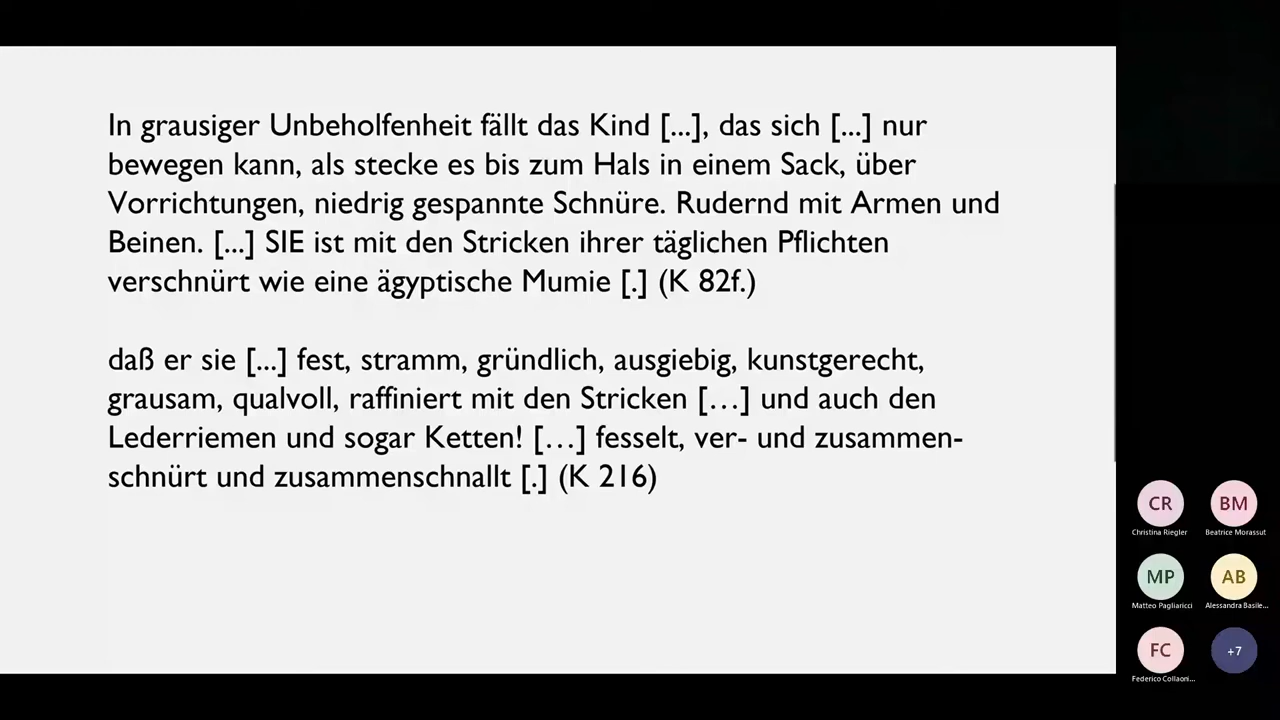 In grausiger Unbeholfenheit fällt das Kind [...], das sich [...] nur
bewegen kann, als stecke es bis zum Hals in einem Sack, über
Vorrichtungen, niedrig gespannte Schnüre. Rudernd mit Armen und
Beinen. [...] SIE ist mit den Stricken ihrer täglichen Pflichten
verschnürt wie eine ägyptische Mumie [.] (K 82f.)
daß er sie [...] fest, stramm, gründlich, ausgiebig, kunstgerecht,
grausam, qualvoll, raffiniert mit den Stricken […] und auch den
Lederriemen und sogar Ketten! […] fesselt, ver- und zusammen-
schnürt und zusammenschnallt [.] (K 216)
CR BM
Christina Riegler Beatrice Morassut
MP AB
Matteo Pagliaricci Alessandra Basile...
FC +7
Federico Collaoni...